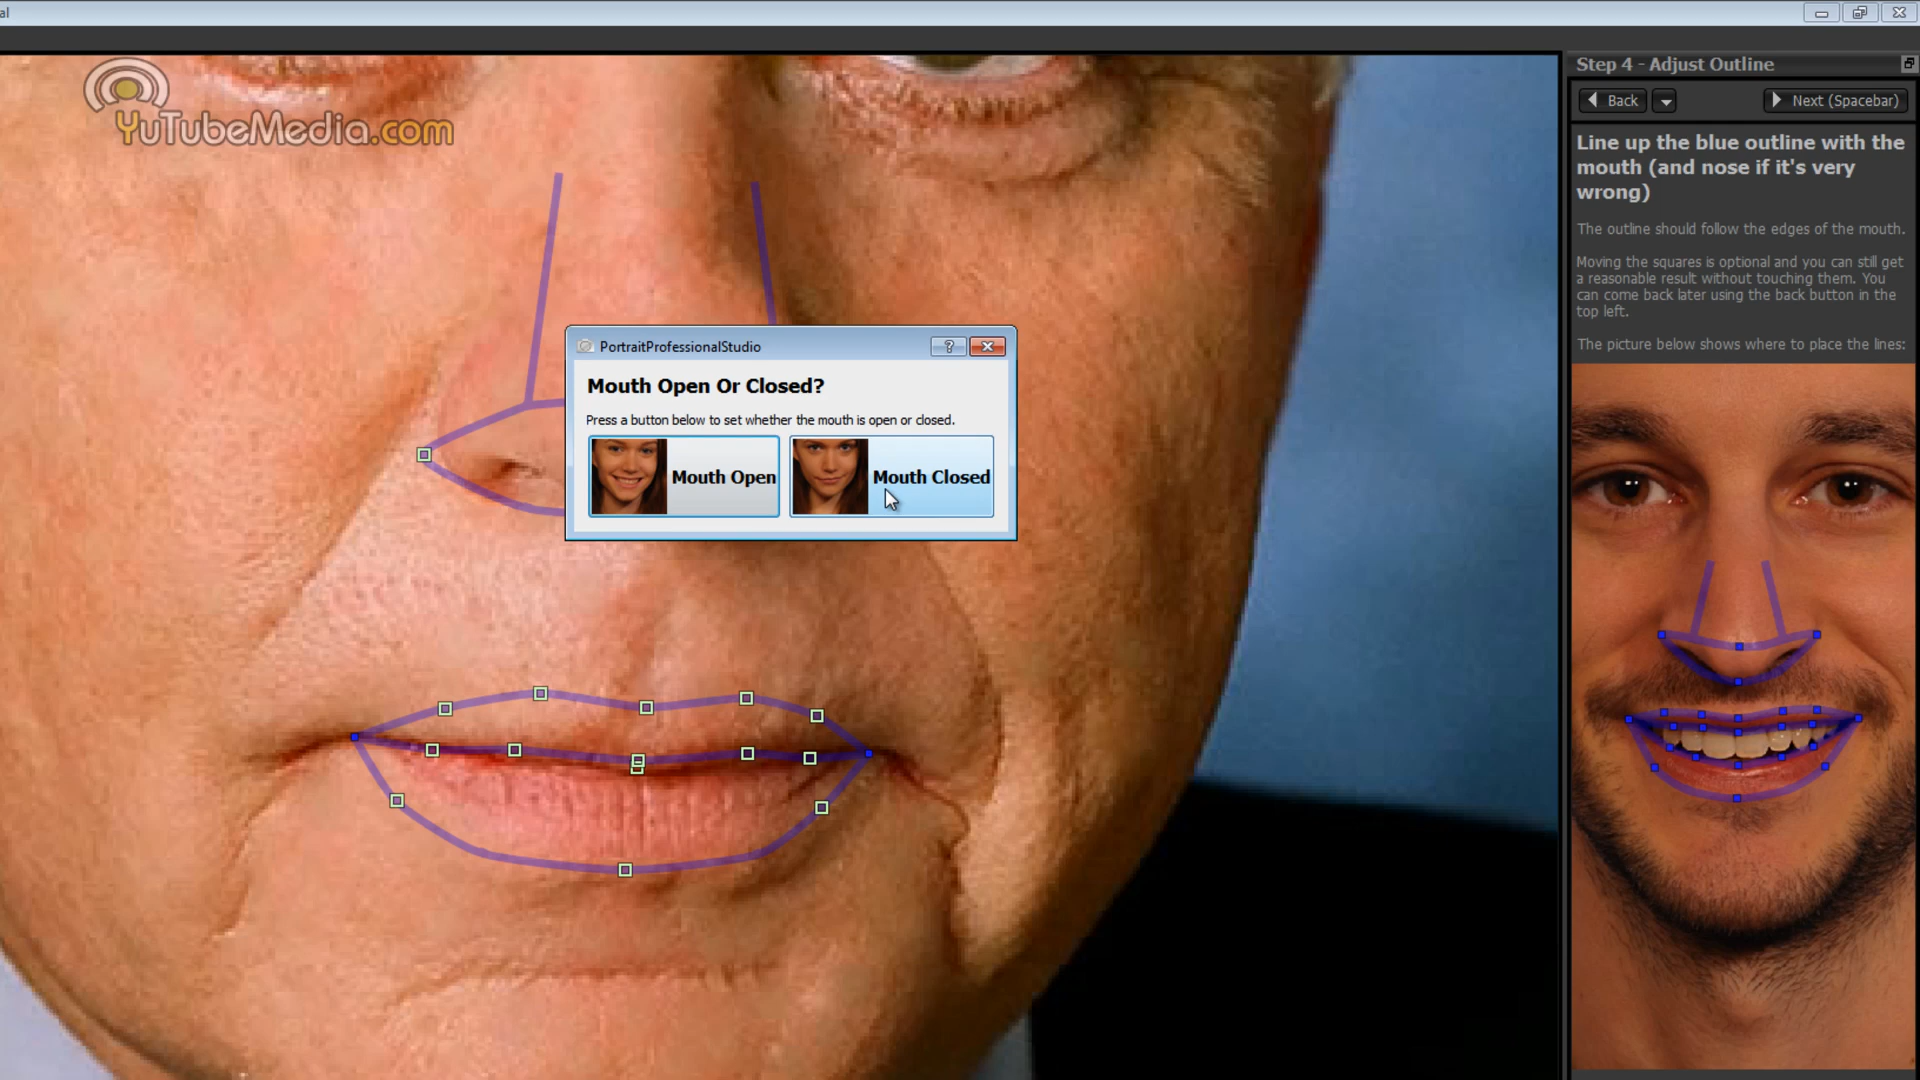 al
YuTubeMedia.com
Step 4 - Adjust Outline
Back
Next (Spacebar)
Line up the blue outline with the
mouth (and nose if it's very
wrong)
The outline should follow the edges of the mouth.
Moving the squares is optional and you can still get
a reasonable result without touching them. You
can come back later using the back button in the
top left.
The picture below shows where to place the lines:
PortraitProfessionalStudio
?
Mouth Open Or Closed?
Press a button below to set whether the mouth is open or closed.
Mouth Open
Mouth Closed